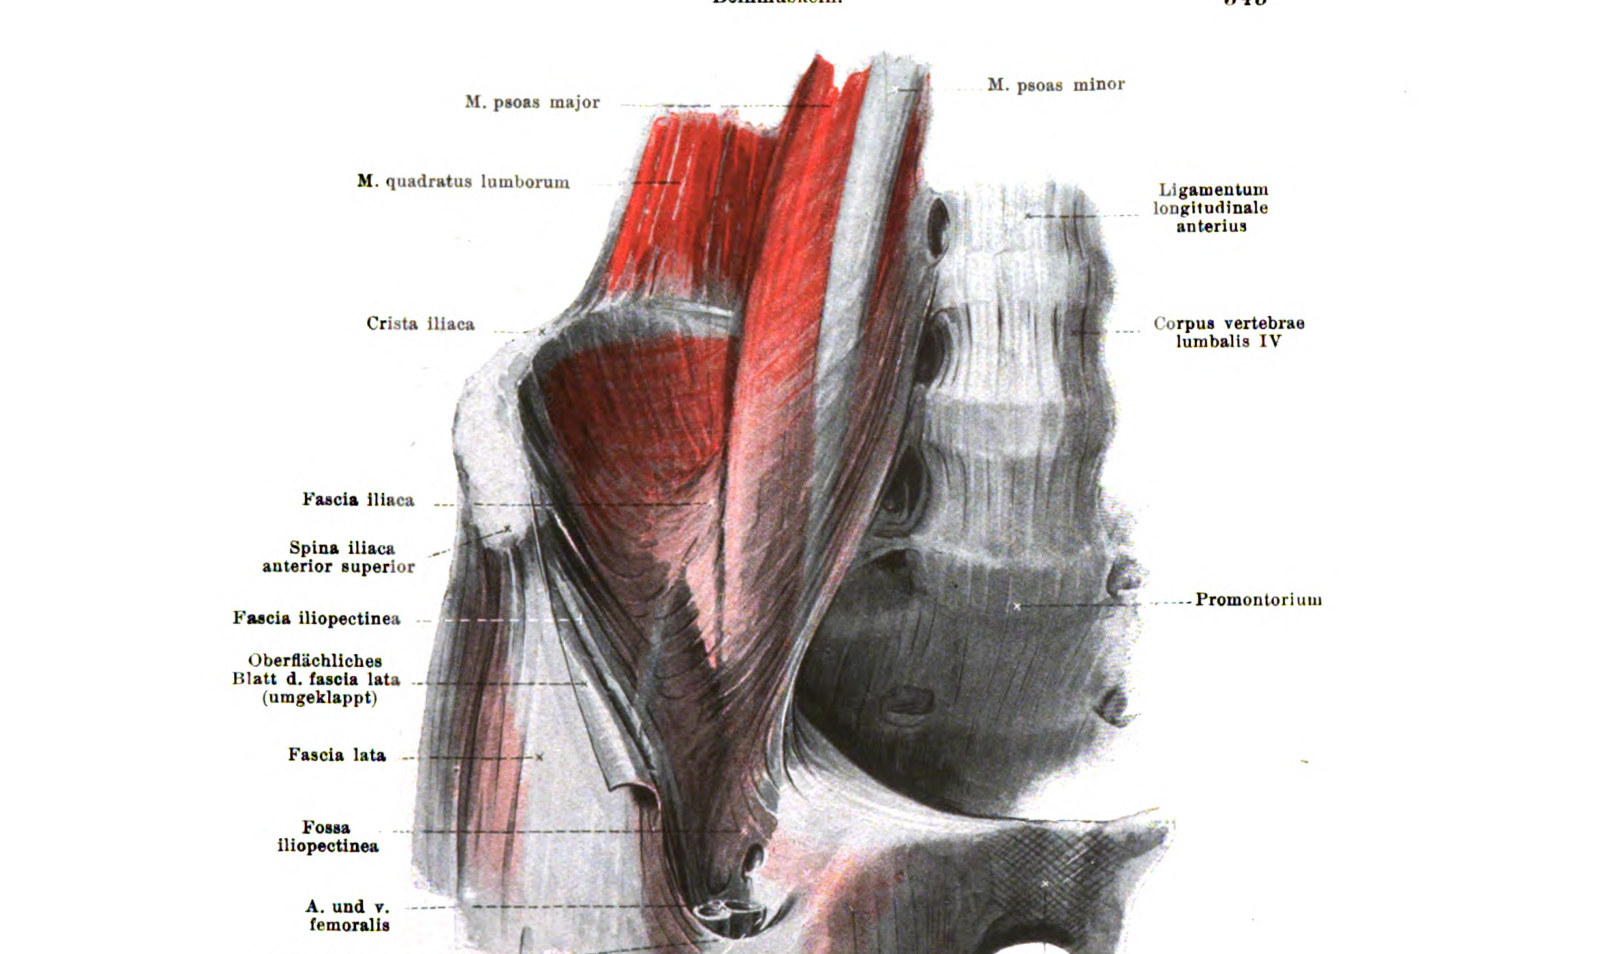 M. psoas major
M. psoas minor
M. quadratus lumborum
Ligamentum
longitudinale
anterius
Crista iliaca
Corpus vertebrae
lumbalis IV
Fascia iliaca
Spina iliaca
anterior superior
Promontorium
Fascia iliopectinea
Oberflächliches
Blatt d. fascia lata
(umgeklappt)
Fascia lata
Fossa
iliopectinea
A. und v.
femoralis